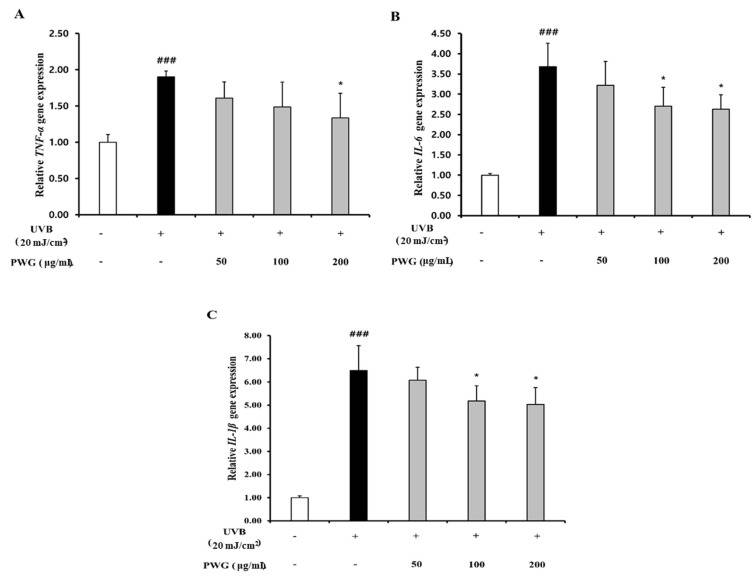 A
Relative TNF-α gene expression
2.50
2.00
1.50
1.00
0.50
0.00
###
*
UVB
(20 mJ/cm2)
- + + + +
PWG (μg/mL)
- - 50 100 200
B
Relative IL-6 gene expression
4.50
4.00
3.50
3.00
2.50
2.00
1.50
1.00
0.50
0.00
###
* *
UVB
(20 mJ/cm2)
- + + + +
PWG (μg/mL)
- - 50 100 200
C
Relative IL-1β gene expression
8.00
7.00
6.00
5.00
4.00
3.00
2.00
1.00
0.00
###
* *
UVB
(20 mJ/cm2)
- + + + +
PWG (μg/mL)
- - 50 100 200